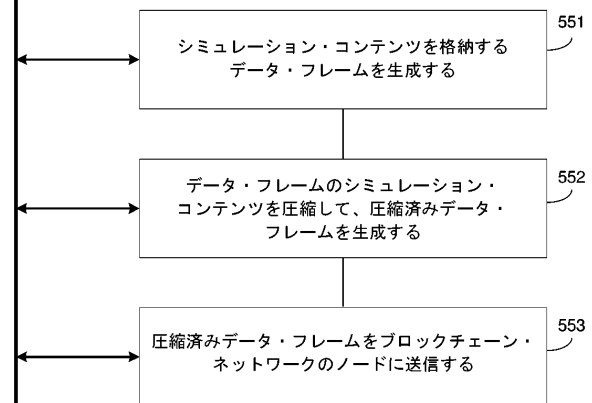 551
シミュレーション・コンテンツを格納する
データ・フレームを生成する
552
データ・フレームのシミュレーション・
コンテンツを圧縮して、圧縮済みデータ・
フレームを生成する
553
圧縮済みデータ・フレームをブロックチェーン・
ネットワークのノードに送信する